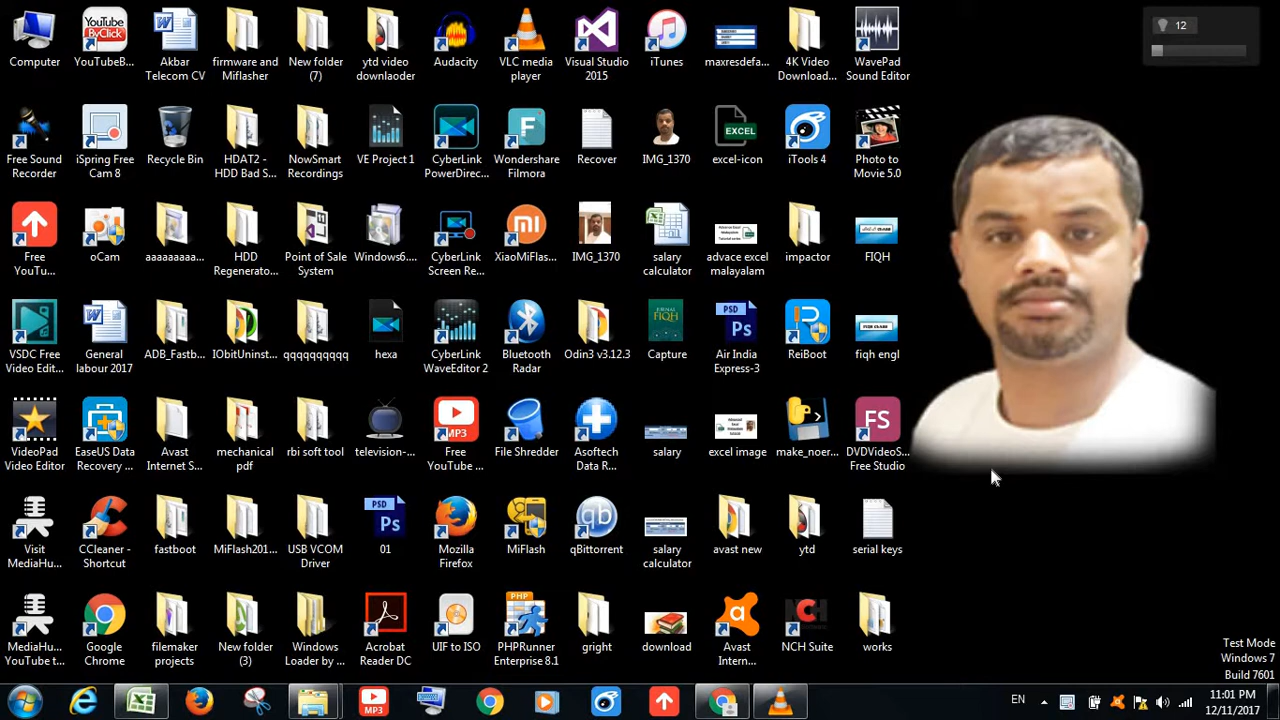 12
Computer
YouTubeB...
Akbar Telecom CV
firmware and Miflasher
New folder (7)
ytd video downlaoder
Audacity
VLC media player
Visual Studio 2015
iTunes
maxresdefa...
4K Video Download...
WavePad Sound Editor
Free Sound Recorder
iSpring Free Cam 8
Recycle Bin
HDAT2 - HDD Bad S...
NowSmart Recordings
VE Project 1
CyberLink PowerDirec...
Wondershare Filmora
Recover
IMG_1370
excel-icon
iTools 4
Photo to Movie 5.0
Free YouTu...
oCam
aaaaaaaaa...
HDD Regenerato...
Point of Sale System
Windows6....
CyberLink Screen Re...
XiaoMiFlas...
IMG_1370
salary calculator
advace excel malayalam
impactor
FIQH
VSDC Free Video Edit...
General labour 2017
ADB_Fastb...
IObitUninst...
qqqqqqqqqq
hexa
CyberLink WaveEditor 2
Bluetooth Radar
Odin3 v3.12.3
Capture
Air India Express-3
ReiBoot
fiqh engl
VideoPad Video Editor
EaseUS Data Recovery ...
Avast Internet S...
mechanical pdf
rbi soft tool
television-...
Free YouTube ...
File Shredder
Asoftech Data R...
salary
excel image
make_noer...
DVDVideoS... Free Studio
Visit MediaHu...
CCleaner - Shortcut
fastboot
MiFlash201...
USB VCOM Driver
01
Mozilla Firefox
MiFlash
qBittorrent
salary calculator
avast new
ytd
serial keys
MediaHu... YouTube t...
Google Chrome
filemaker projects
New folder (3)
Windows Loader by ...
Acrobat Reader DC
UIF to ISO
PHPRunner Enterprise 8.1
gright
download
Avast Intern...
NCH Suite
works
Test Mode
Windows 7
Build 7601
EN
11:01 PM
12/11/2017